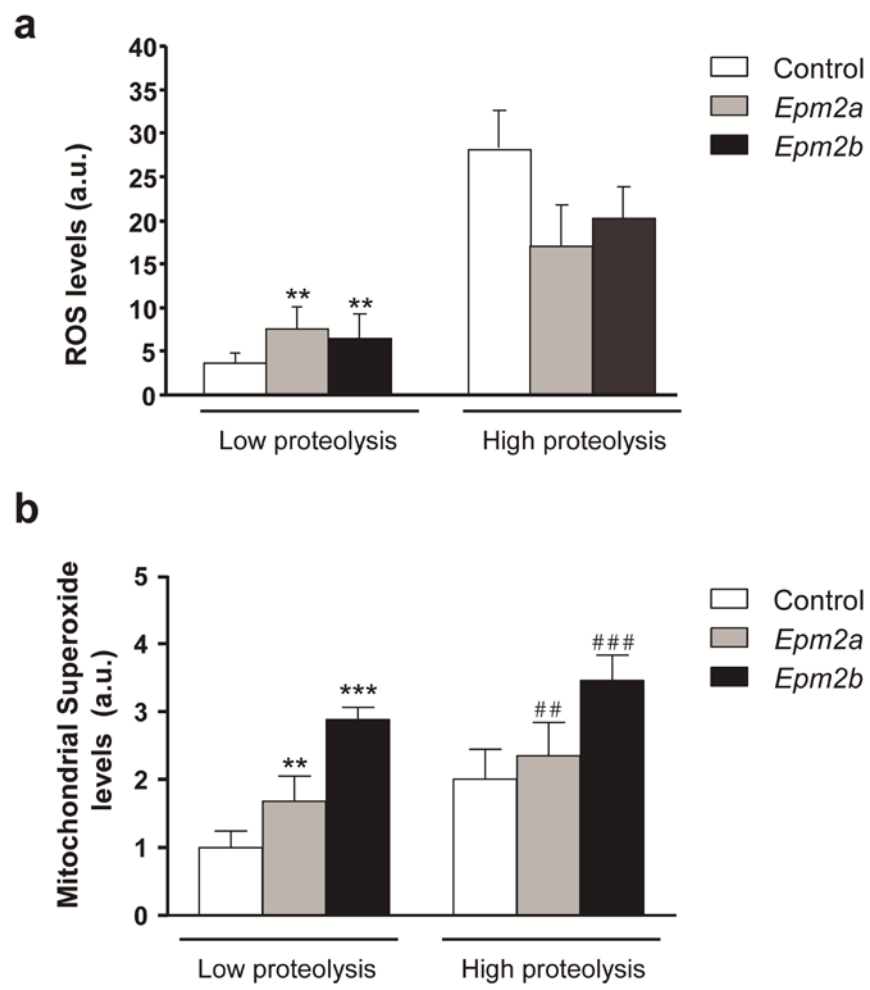 a
40
35
30
25
20
15
10
5
0
ROS levels (a.u.)
** **
Low proteolysis
High proteolysis
Control
Epm2a
Epm2b
b
5
4
3
2
1
0
Mitochondrial Superoxide
levels (a.u.)
**
***
##
###
Low proteolysis
High proteolysis
Control
Epm2a
Epm2b